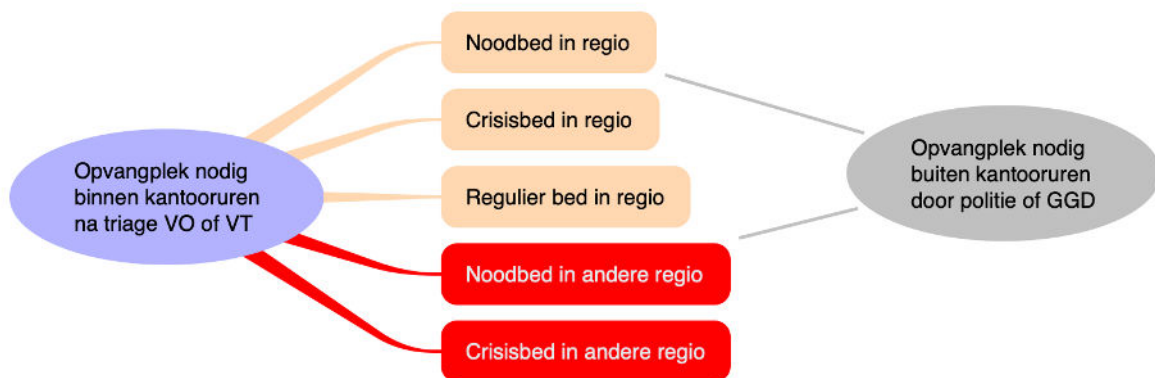 Noodbed in regio
Crisisbed in regio
Opvangplek nodig
binnen kantooruren
na triage VO of VT
Regulier bed in regio
Opvangplek nodig
buiten kantooruren
door politie of GGD
Noodbed in andere regio
Crisisbed in andere regio